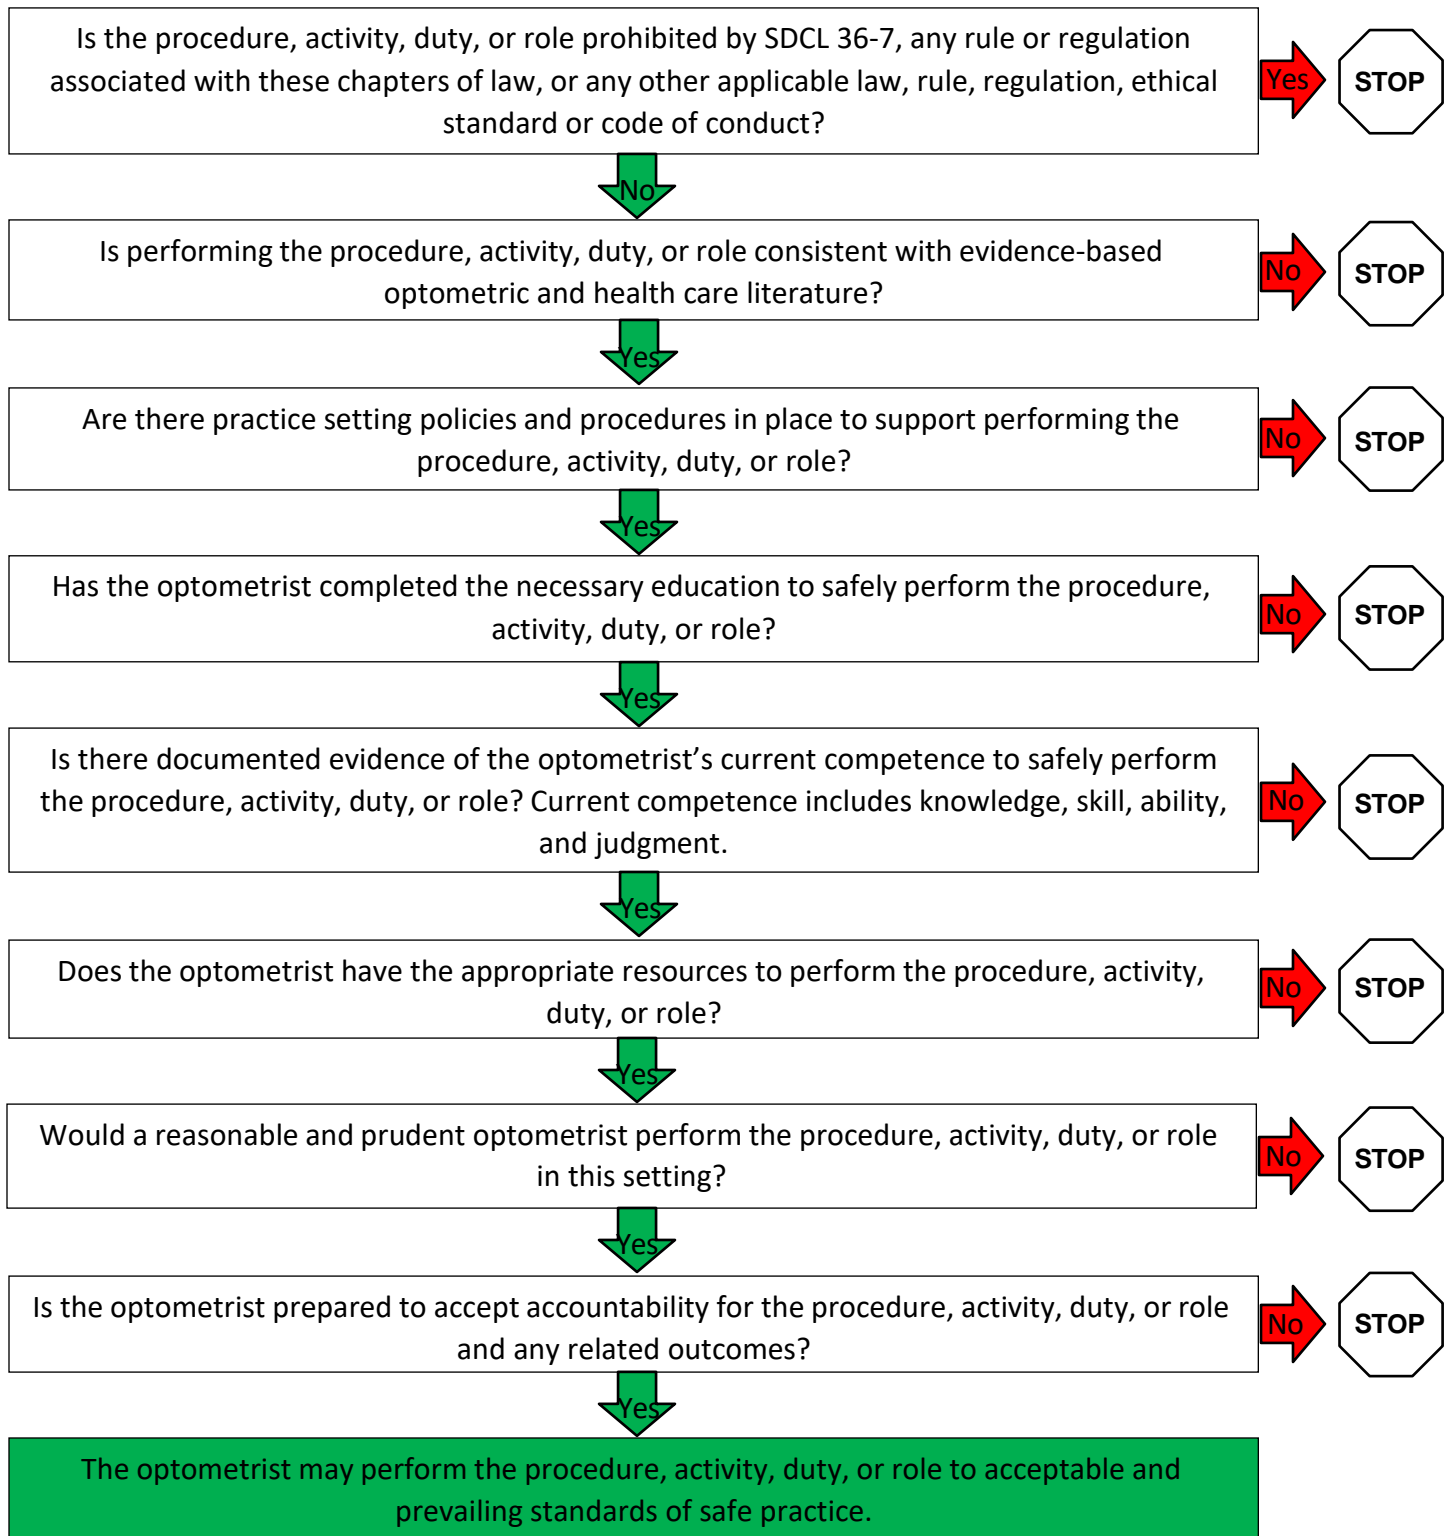 Is the procedure, activity, duty, or role prohibited by SDCL 36-7, any rule or regulation
associated with these chapters of law, or any other applicable law, rule, regulation, ethical
standard or code of conduct?
Yes
STOP
No
Is performing the procedure, activity, duty, or role consistent with evidence-based
optometric and health care literature?
No
STOP
Yes
Are there practice setting policies and procedures in place to support performing the
procedure, activity, duty, or role?
No
STOP
Yes
Has the optometrist completed the necessary education to safely perform the procedure,
activity, duty, or role?
No
STOP
Yes
Is there documented evidence of the optometrist’s current competence to safely perform
the procedure, activity, duty, or role? Current competence includes knowledge, skill, ability,
and judgment.
No
STOP
Yes
Does the optometrist have the appropriate resources to perform the procedure, activity,
duty, or role?
No
STOP
Yes
Would a reasonable and prudent optometrist perform the procedure, activity, duty, or role
in this setting?
No
STOP
Yes
Is the optometrist prepared to accept accountability for the procedure, activity, duty, or role
and any related outcomes?
No
STOP
Yes
The optometrist may perform the procedure, activity, duty, or role to acceptable and
prevailing standards of safe practice.